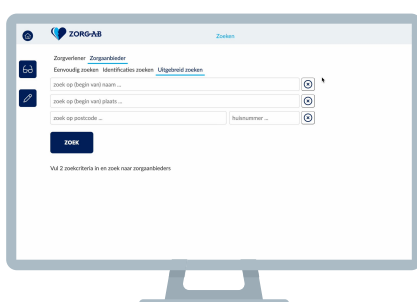 ZORG-AB
Zoeken
Zorgverlener Zorgaanbieder
Eenvoudig zoeken Identificaties zoeken Uitgebreid zoeken
zoek op (begin van) naam ...
zoek op (begin van) plaats ...
zoek op postcode ... huisnummer ...
ZOEK
Vul 2 zoekcriteria in en zoek naar zorgaanbieders